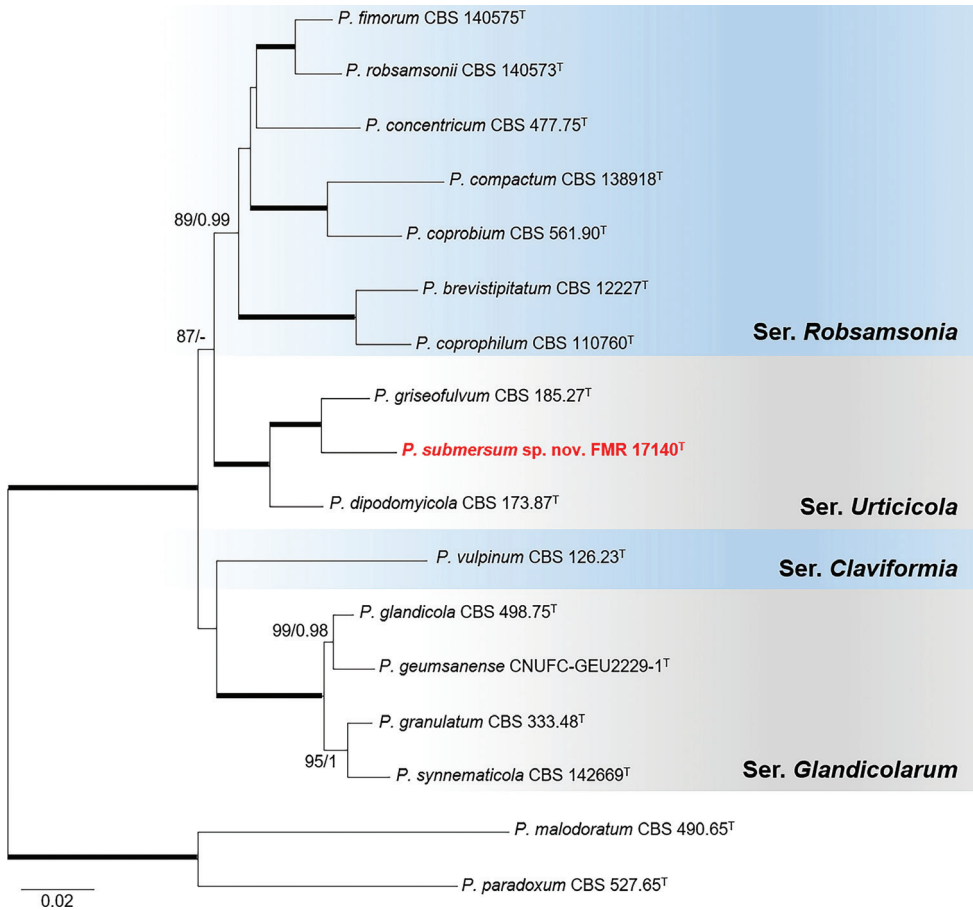 P. fimorum CBS 140575ᵀ
P. robsamsonii CBS 140573ᵀ
P. concentricum CBS 477.75ᵀ
P. compactum CBS 138918ᵀ
89/0.99
P. coprobium CBS 561.90ᵀ
P. brevistipitatum CBS 12227ᵀ
87/-
P. coprophilum CBS 110760ᵀ
Ser. Robsamsonia
P. griseofulvum CBS 185.27ᵀ
P. submersum sp. nov. FMR 17140ᵀ
P. dipodomyicola CBS 173.87ᵀ
Ser. Urticicola
P. vulpinum CBS 126.23ᵀ
Ser. Claviformia
P. glandicola CBS 498.75ᵀ
99/0.98
P. geumsanense CNUFC-GEU2229-1ᵀ
P. granulatum CBS 333.48ᵀ
95/1
P. synnematicola CBS 142669ᵀ
Ser. Glandicolarum
P. malodoratum CBS 490.65ᵀ
P. paradoxum CBS 527.65ᵀ
0.02